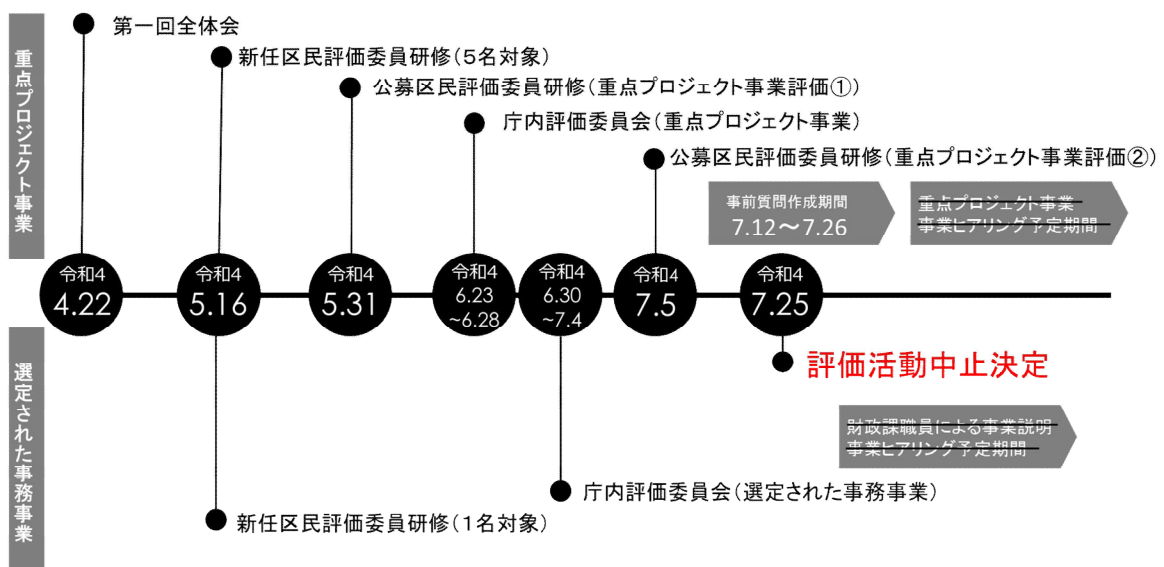 重点プロジェクト事業
第一回全体会
新任区民評価委員研修(5名対象)
公募区民評価委員研修(重点プロジェクト事業評価①)
庁内評価委員会(重点プロジェクト事業)
公募区民評価委員研修(重点プロジェクト事業評価②)
事前質問作成期間
7.12～7.26
重点プロジェクト事業
事業ヒアリング予定期間
令和4
4.22
令和4
5.16
令和4
5.31
令和4
6.23
~6.28
令和4
6.30
~7.4
令和4
7.5
令和4
7.25
選定された事務事業
評価活動中止決定
財政課職員による事業説明
事業ヒアリング予定期間
庁内評価委員会(選定された事務事業)
新任区民評価委員研修(1名対象)